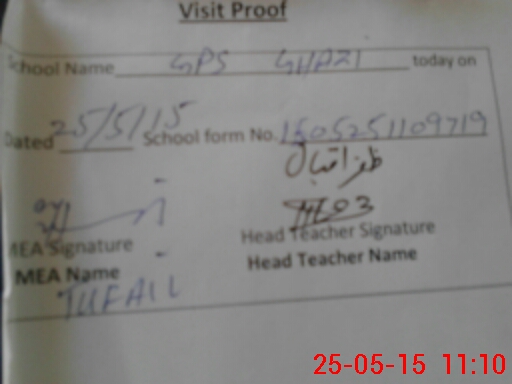 Visit Proof
School Name GPS GHAZI today on
Dated 25/5/15 School form No. 1505251109719
ظفر اقبال
MEA Signature Head Teacher Signature
MEA Name Head Teacher Name
TUFAIL
25-05-15 11:10